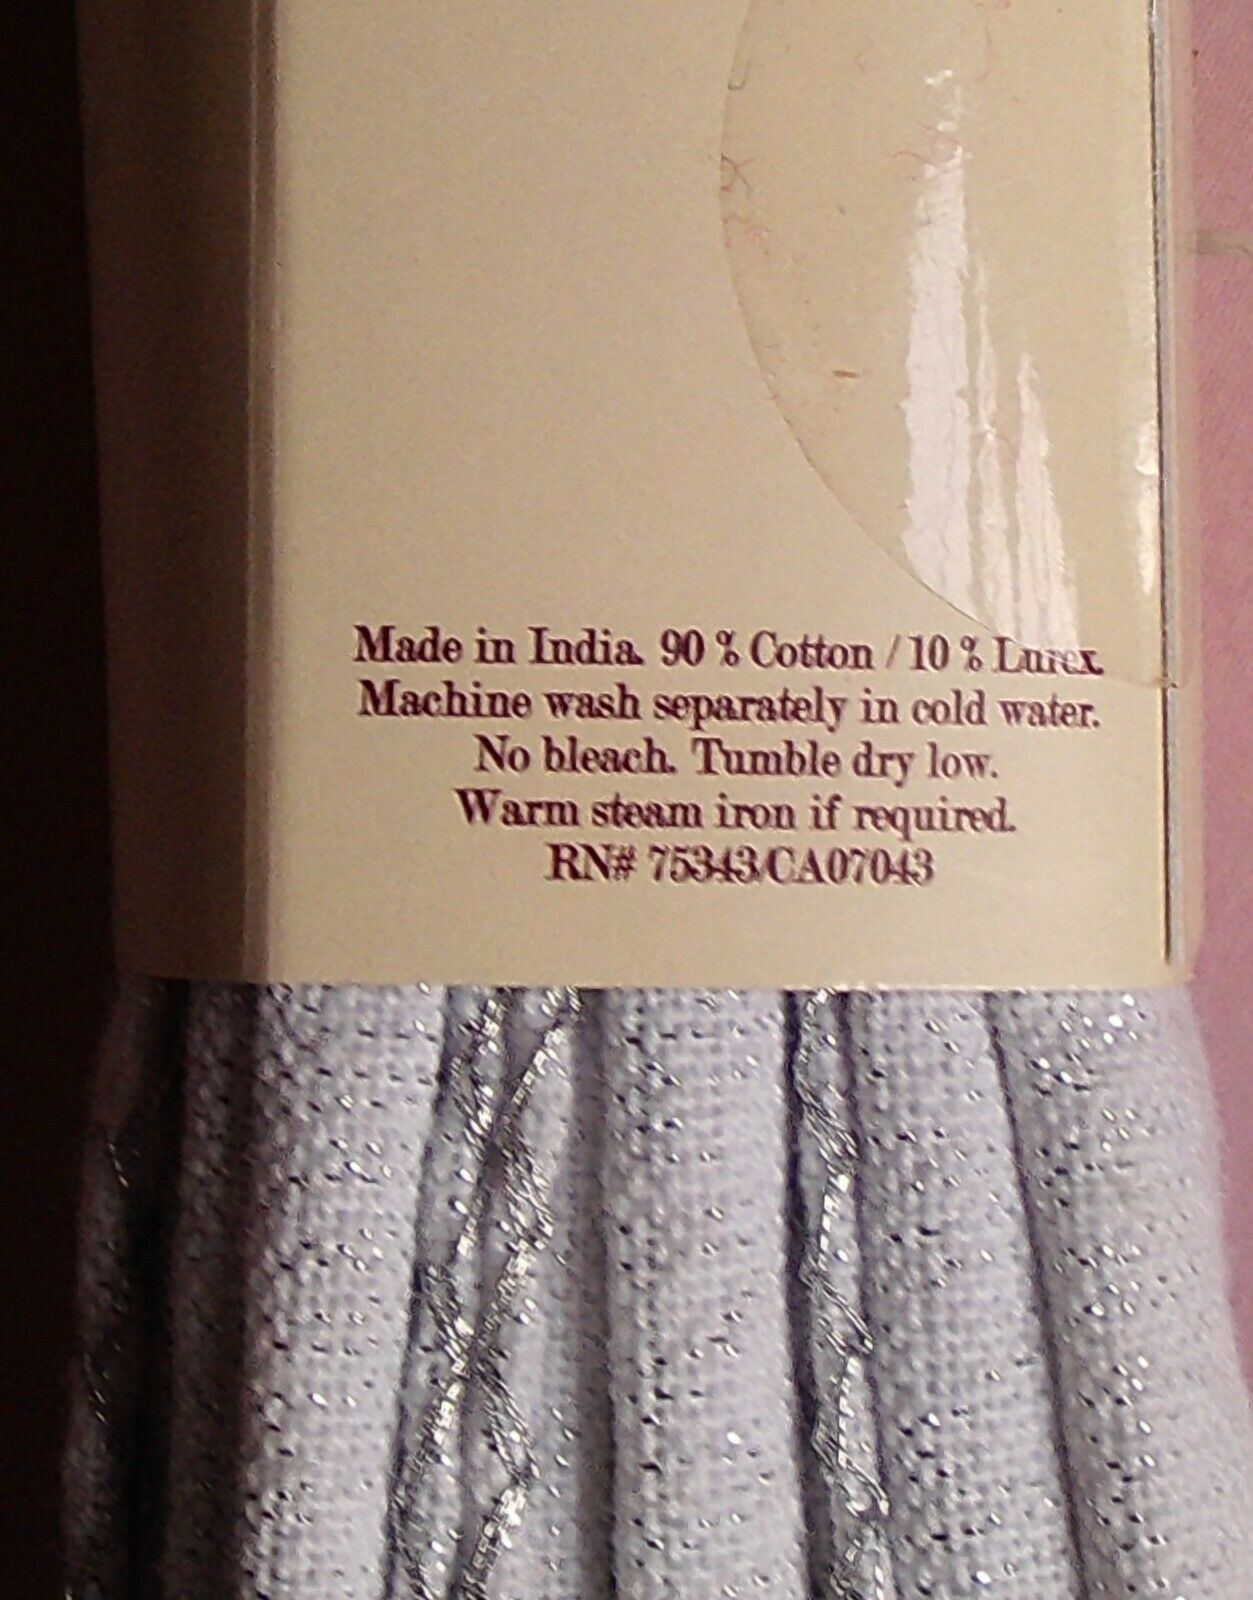 Made in India. 90 % Cotton / 10 % Lurex.
Machine wash separately in cold water.
No bleach. Tumble dry low.
Warm steam iron if required.
RN# 75343/CA07043